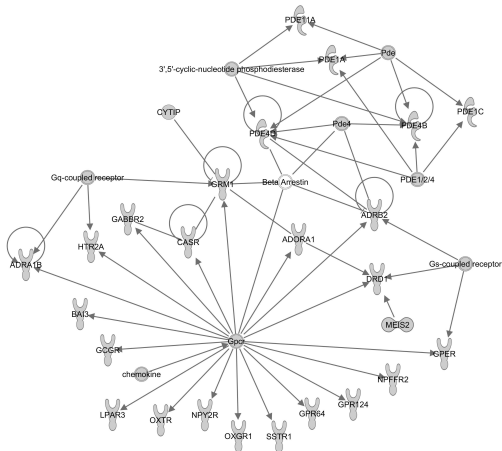 PDE11A
Pde
PDE1A
3',5'-cyclic-nucleotide phosphodiesterase
CYTIP
PDE4D
Pde4
PDE4B
PDE1C
Gq-coupled receptor
GRM1
Beta Arrestin
PDE1/2/4
GABBR2
ADRB2
HTR2A
CASR
ADORA1
ADRA1B
DRD1
Gs-coupled receptor
BAI3
MEIS2
Gpcr
GCGR
GPER
chemokine
NPFFR2
LPAR3
OXTR
NPY2R
OXGR1
SSTR1
GPR64
GPR124